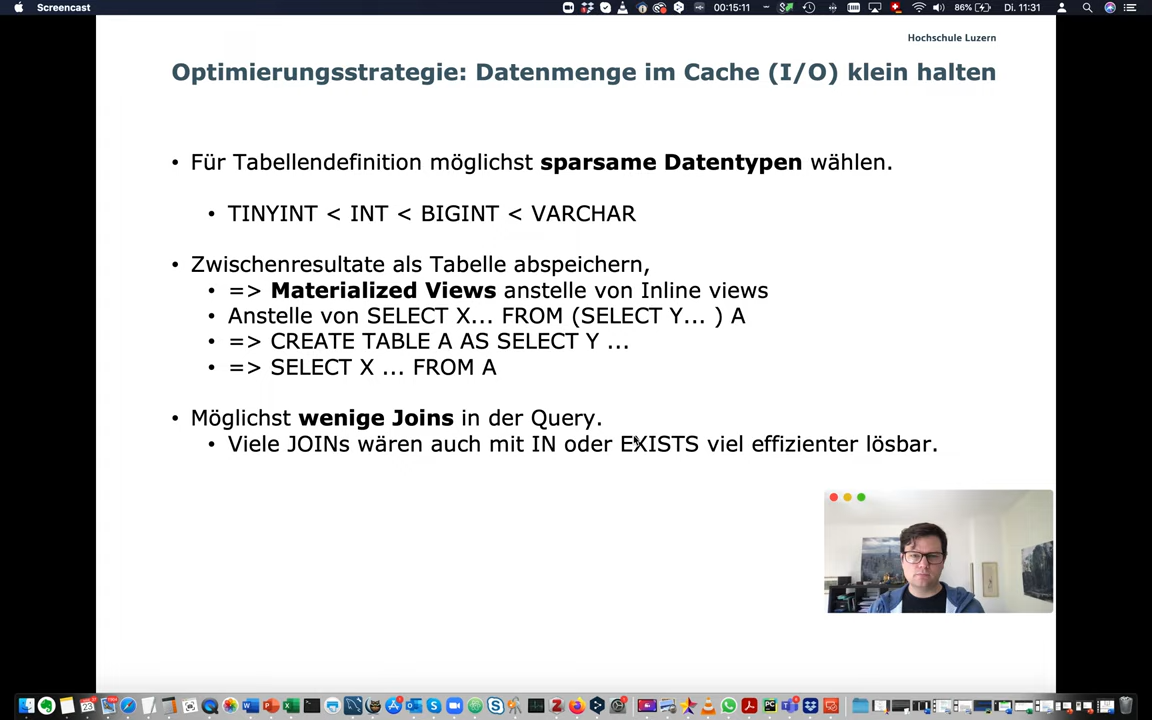 Screencast
00:15:11
86%
Di. 11:31
Hochschule Luzern
Optimierungsstrategie: Datenmenge im Cache (I/O) klein halten
• Für Tabellendefinition möglichst sparsame Datentypen wählen.
• TINYINT < INT < BIGINT < VARCHAR
• Zwischenresultate als Tabelle abspeichern,
• => Materialized Views anstelle von Inline views
• Anstelle von SELECT X... FROM (SELECT Y... ) A
• => CREATE TABLE A AS SELECT Y ...
• => SELECT X ... FROM A
• Möglichst wenige Joins in der Query.
• Viele JOINs wären auch mit IN oder EXISTS viel effizienter lösbar.